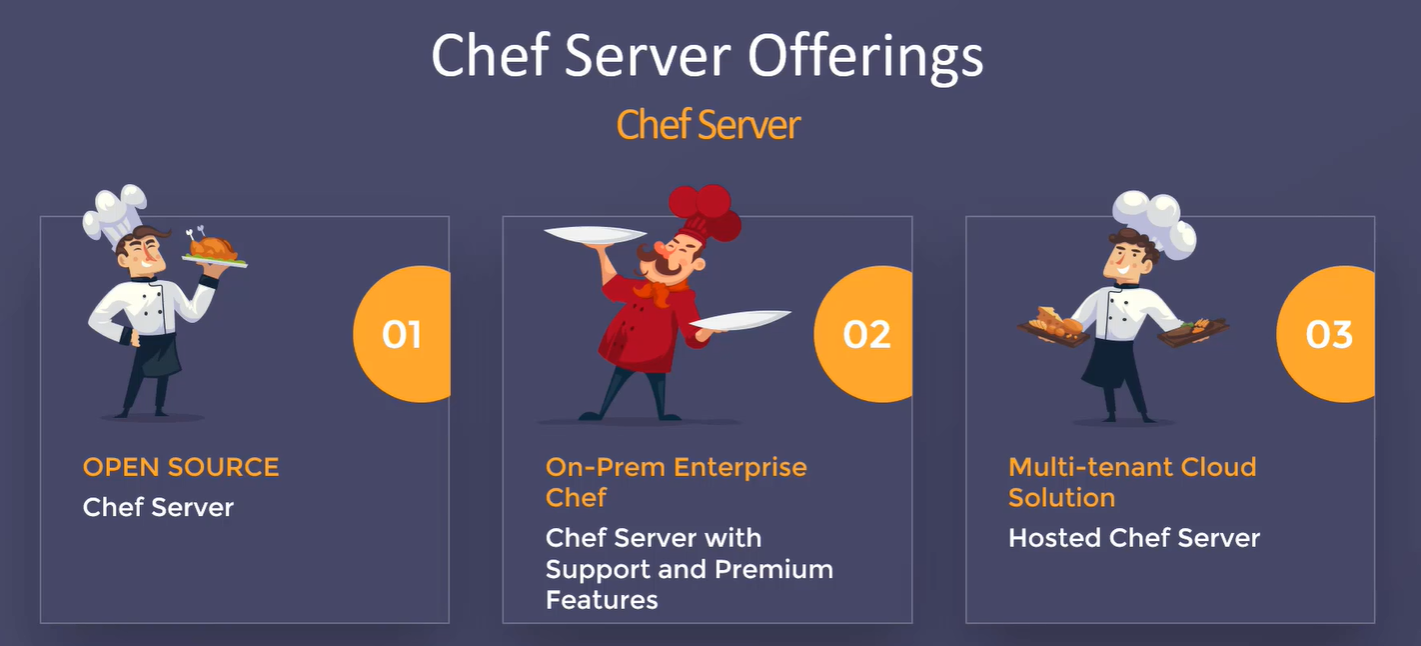 Chef Server Offerings
Chef Server
01
OPEN SOURCE
Chef Server
02
On-Prem Enterprise
Chef
Chef Server with
Support and Premium
Features
03
Multi-tenant Cloud
Solution
Hosted Chef Server